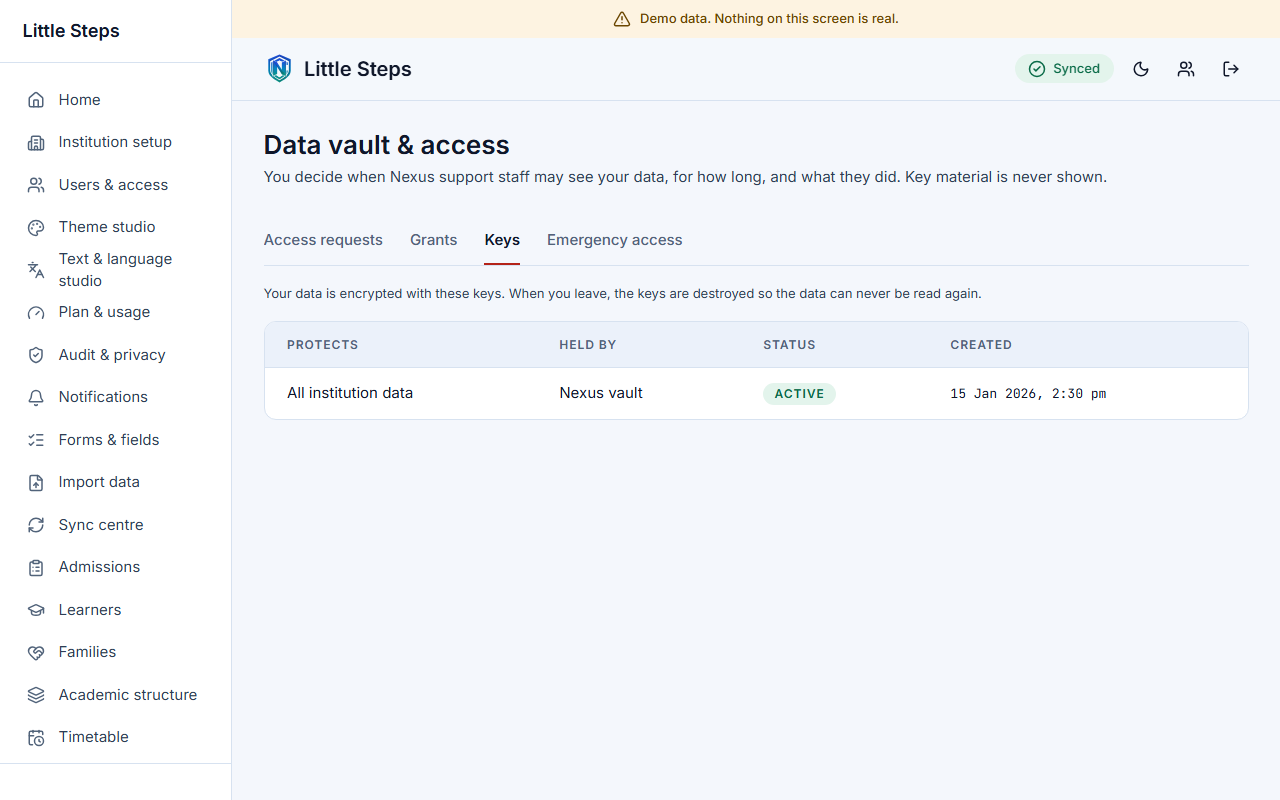 Little Steps
Home
Institution setup
Users & access
Theme studio
Text & language
studio
Plan & usage
Audit & privacy
Notifications
Forms & fields
Import data
Sync centre
Admissions
Learners
Families
Academic structure
Timetable
Demo data. Nothing on this screen is real.
Little Steps
Synced
Data vault & access
You decide when Nexus support staff may see your data, for how long, and what they did. Key material is never shown.
Access requests Grants Keys Emergency access
Your data is encrypted with these keys. When you leave, the keys are destroyed so the data can never be read again.
PROTECTS HELD BY STATUS CREATED
All institution data Nexus vault ACTIVE 15 Jan 2026, 2:30 pm